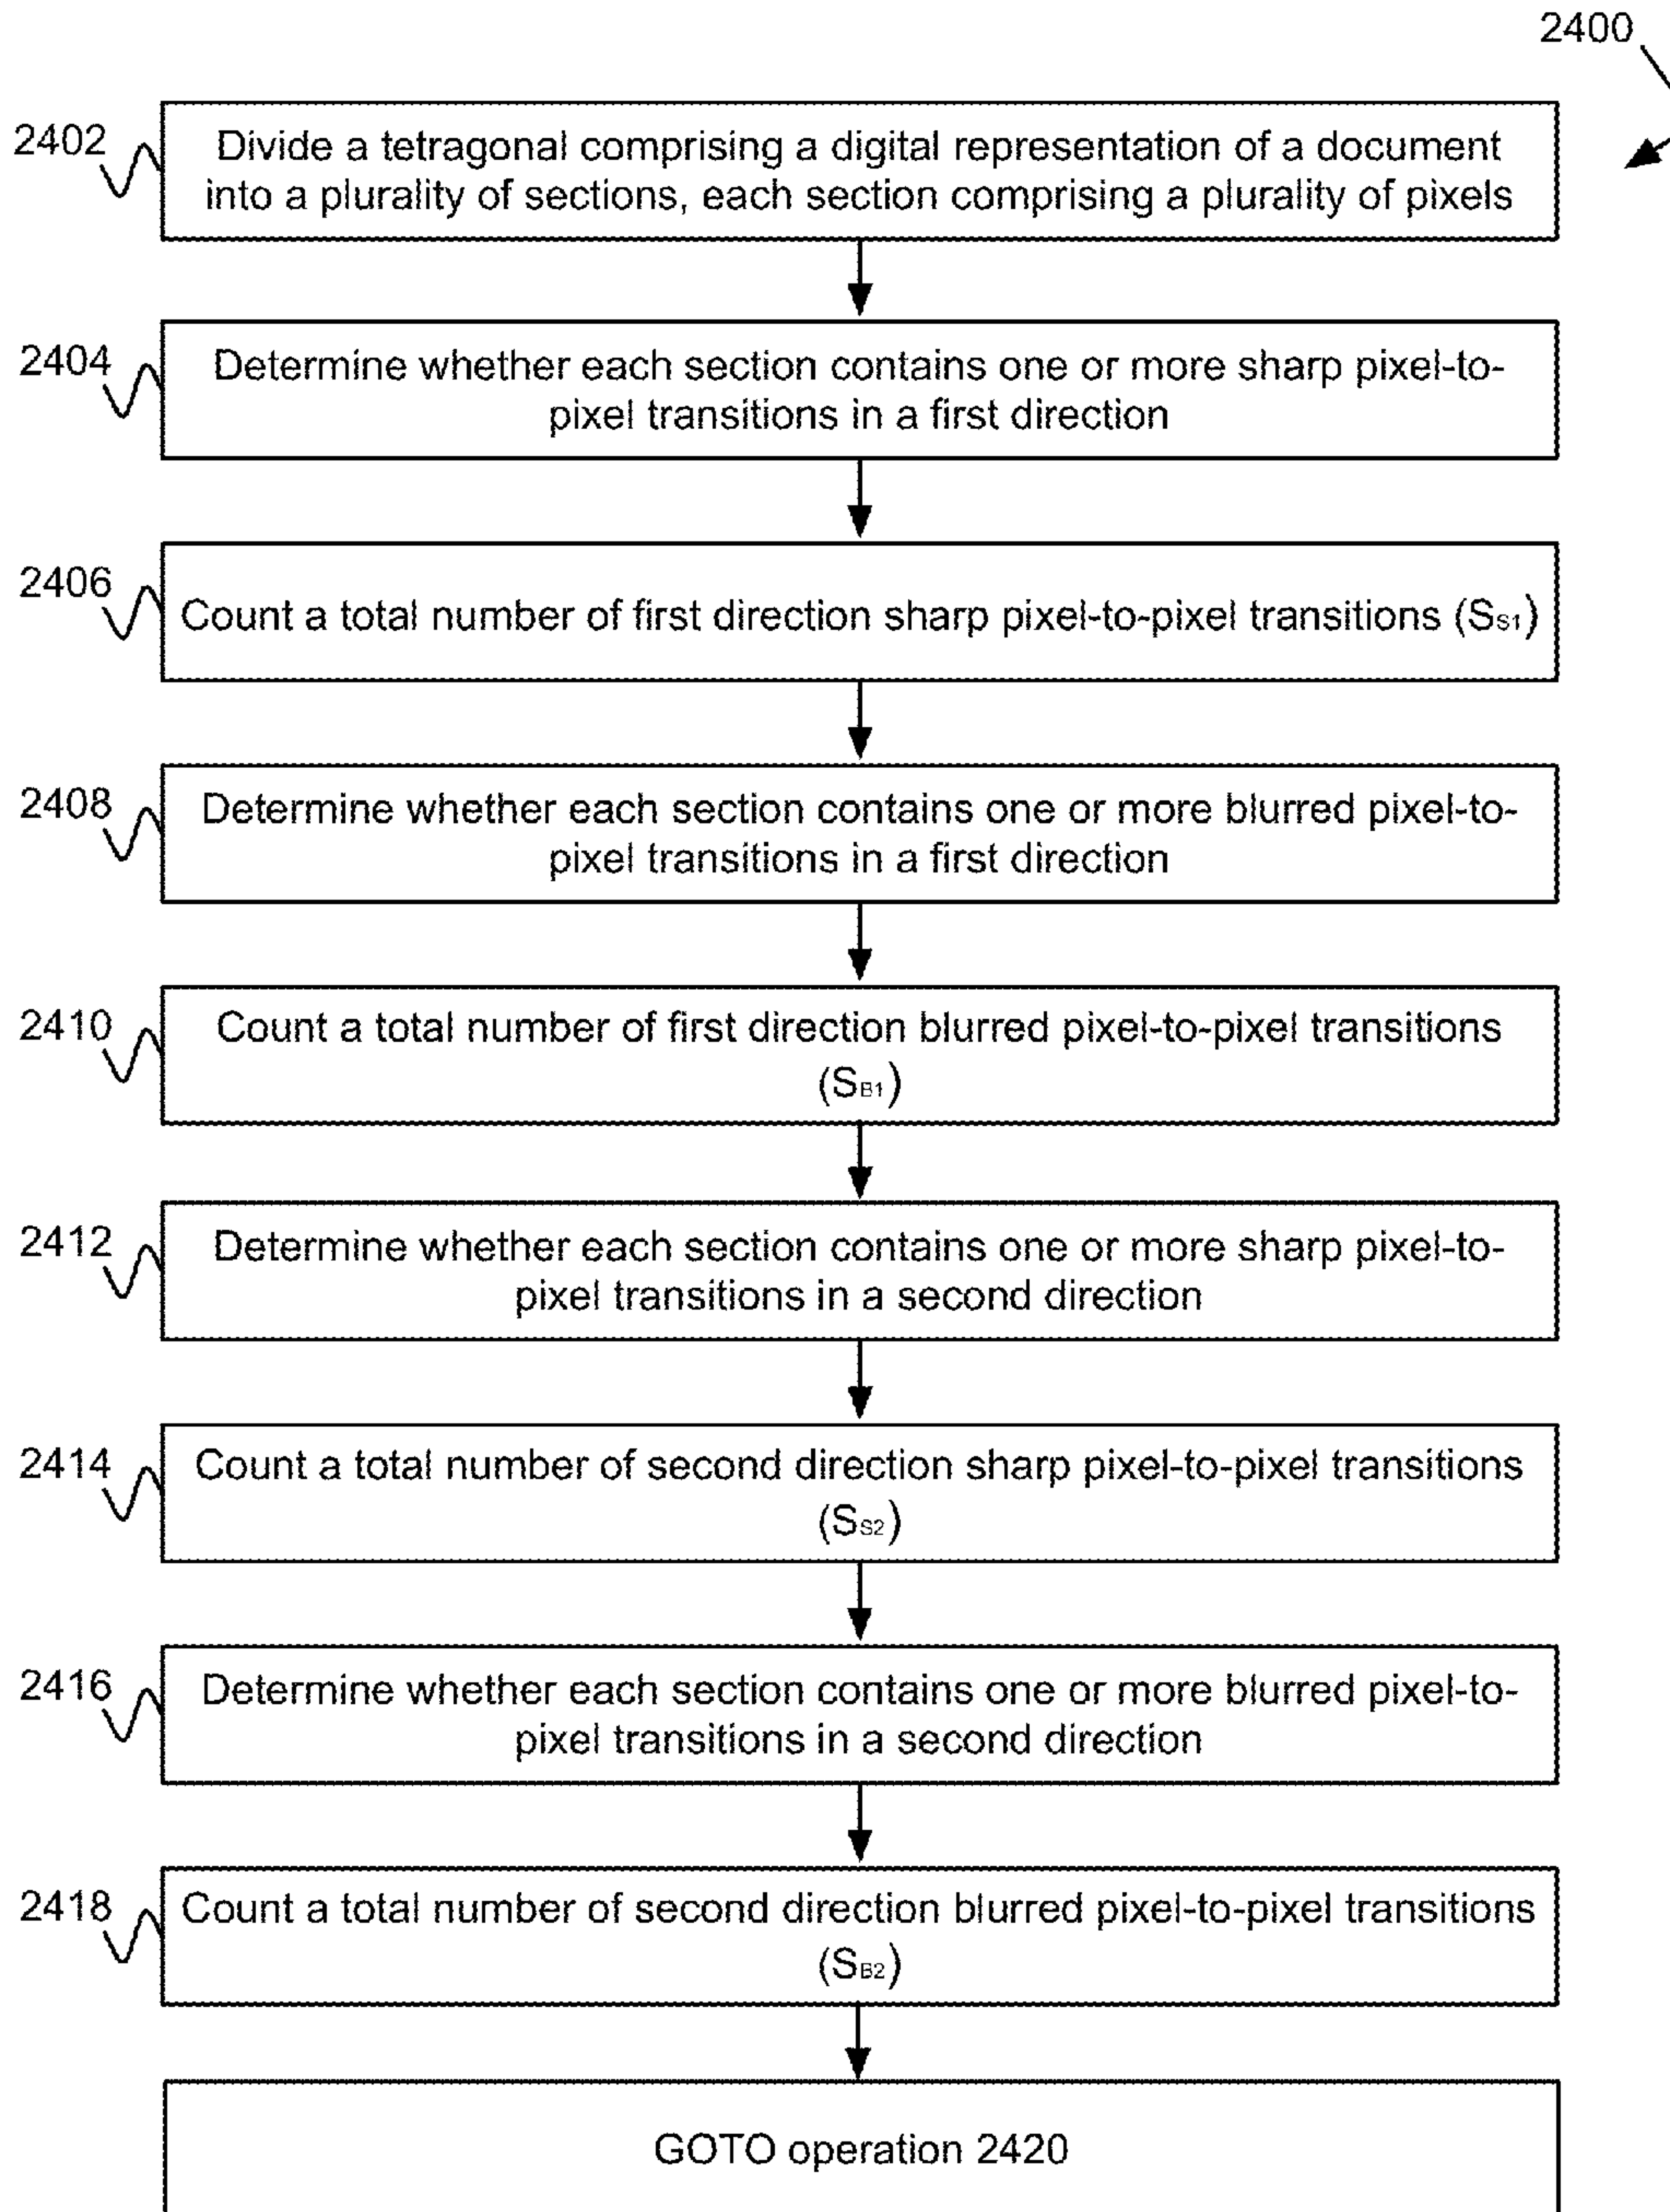 2400
2402
Divide a tetragonal comprising a digital representation of a document
into a plurality of sections, each section comprising a plurality of pixels
2404
Determine whether each section contains one or more sharp pixel-to-
pixel transitions in a first direction
2406
Count a total number of first direction sharp pixel-to-pixel transitions (SS1)
2408
Determine whether each section contains one or more blurred pixel-to-
pixel transitions in a first direction
2410
Count a total number of first direction blurred pixel-to-pixel transitions
(SB1)
2412
Determine whether each section contains one or more sharp pixel-to-
pixel transitions in a second direction
2414
Count a total number of second direction sharp pixel-to-pixel transitions
(SS2)
2416
Determine whether each section contains one or more blurred pixel-to-
pixel transitions in a second direction
2418
Count a total number of second direction blurred pixel-to-pixel transitions
(SB2)
GOTO operation 2420